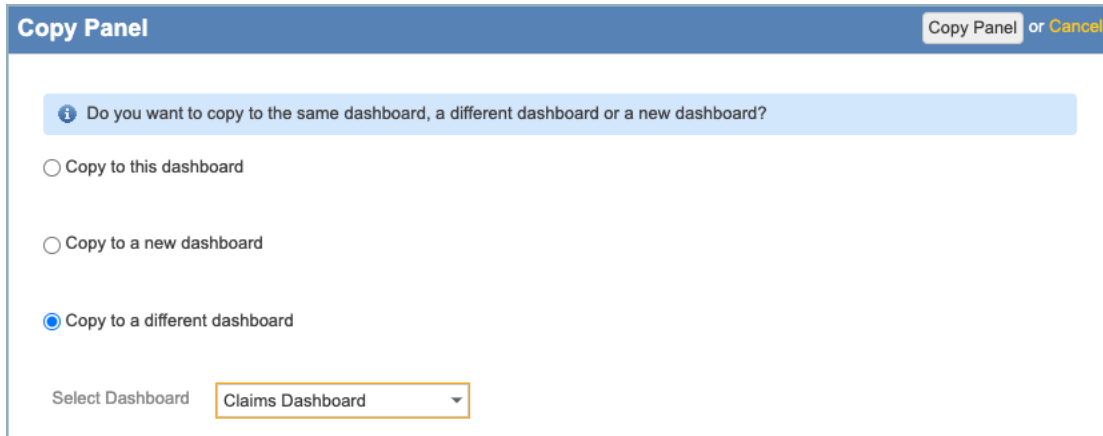 Copy Panel
Copy Panel or Cancel
Do you want to copy to the same dashboard, a different dashboard or a new dashboard?
Copy to this dashboard
Copy to a new dashboard
Copy to a different dashboard
Select Dashboard Claims Dashboard